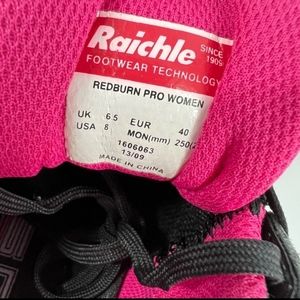 Raichle
SINCE
1909
FOOTWEAR TECHNOLOGY
REDBURN PRO WOMEN
UK 6.5 EUR 40
USA 8 MON(mm) 250/
1606063
13/09
MADE IN CHINA